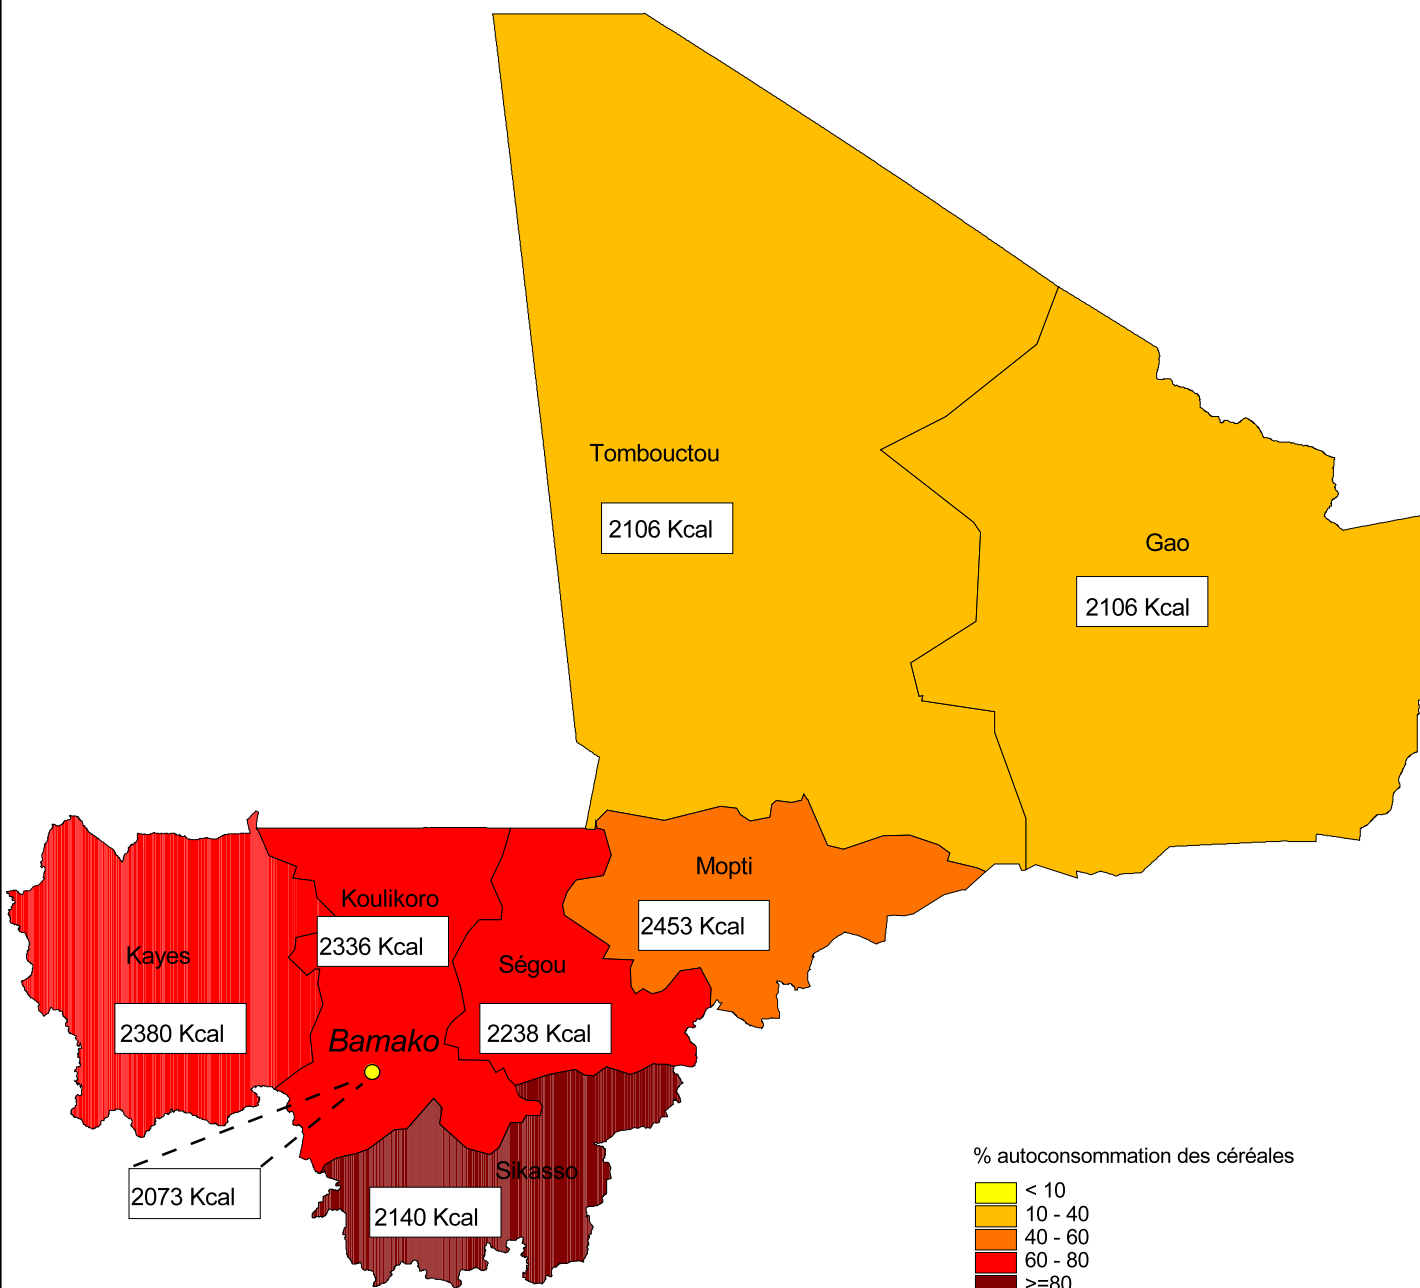 Tombouctou
2106 Kcal
Gao
2106 Kcal
Mopti
2453 Kcal
Koulikoro
2336 Kcal
Kayes
2380 Kcal
Ségou
2238 Kcal
Bamako
2073 Kcal
Sikasso
2140 Kcal
% autoconsommation des céréales
< 10
10 - 40
40 - 60
60 - 80
>=80